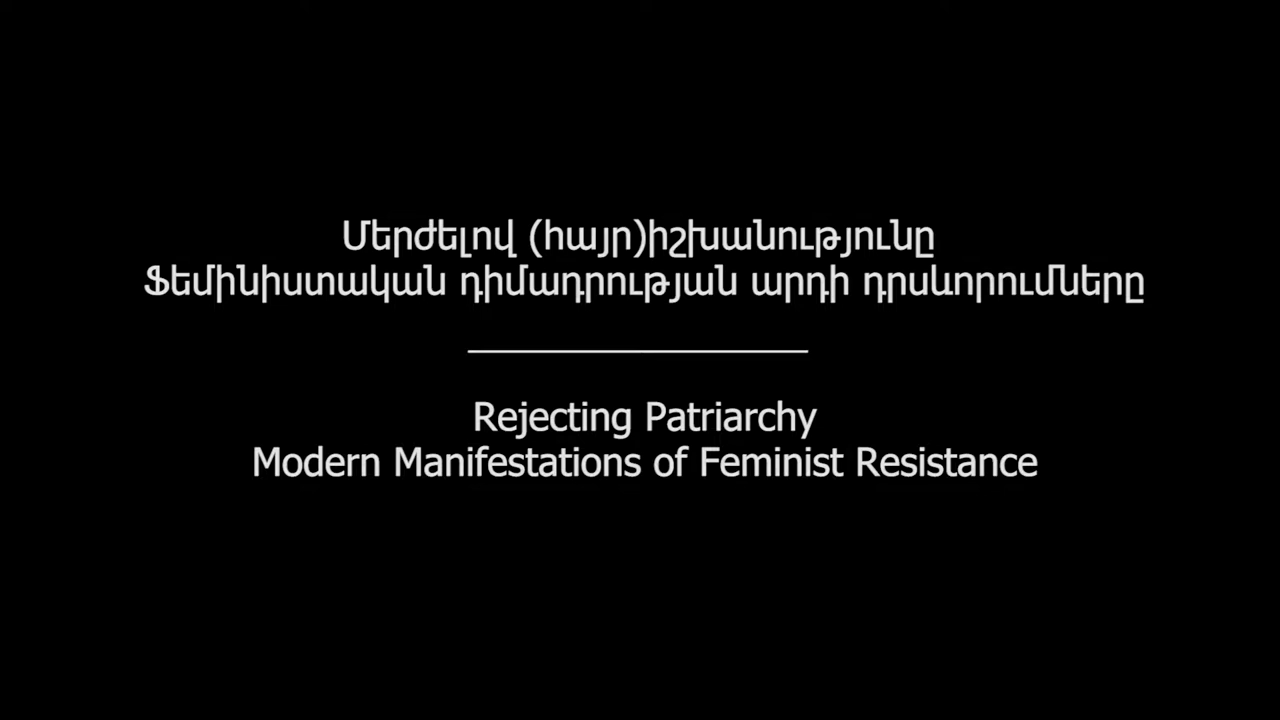 Մերժելով (հայր)իշխանությունը
Ֆեմինիստական դիմադրության արդի դրսևորումները
Rejecting Patriarchy
Modern Manifestations of Feminist Resistance